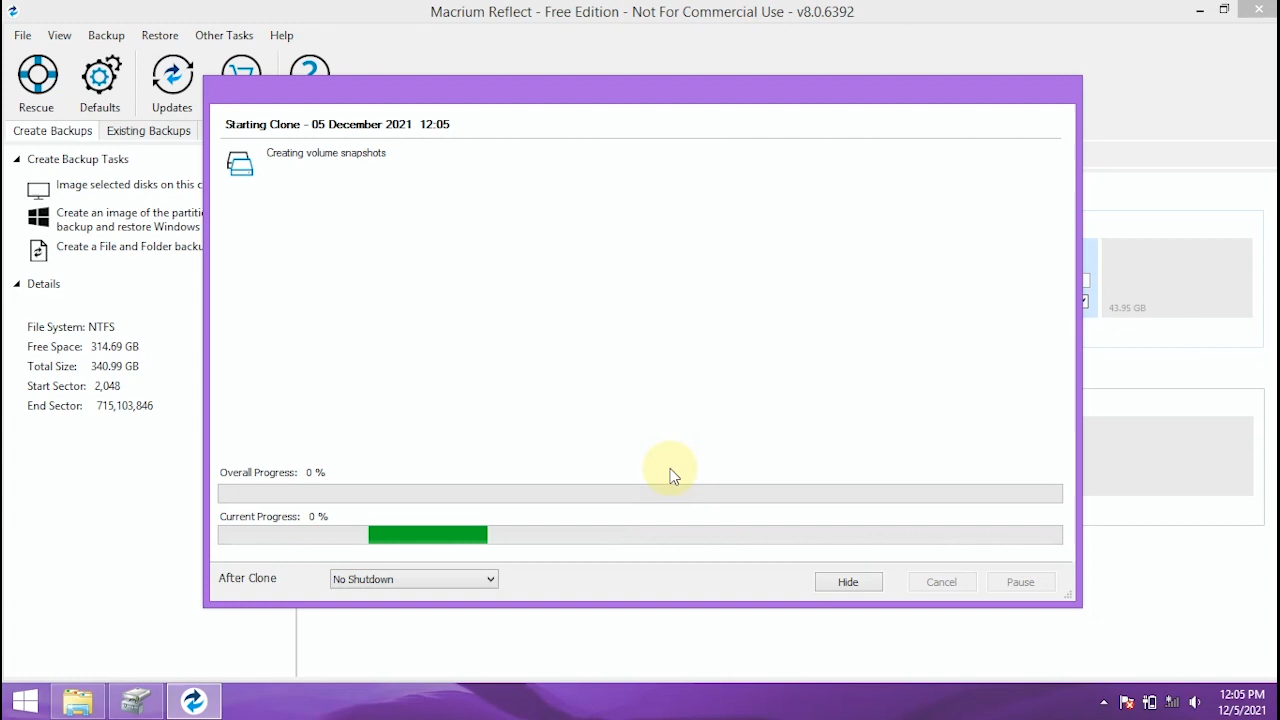 Macrium Reflect - Free Edition - Not For Commercial Use - v8.0.6392
File View Backup Restore Other Tasks Help
Rescue Defaults Updates
Create Backups Existing Backups
Create Backup Tasks
Image selected disks on this c
Create an image of the partiti
backup and restore Windows
Create a File and Folder backu
Details
File System: NTFS
Free Space: 314.69 GB
Total Size: 340.99 GB
Start Sector: 2,048
End Sector: 715,103,846
Starting Clone - 05 December 2021 12:05
Creating volume snapshots
43.95 GB
Overall Progress: 0 %
Current Progress: 0 %
After Clone No Shutdown Hide Cancel Pause
12:05 PM
12/5/2021